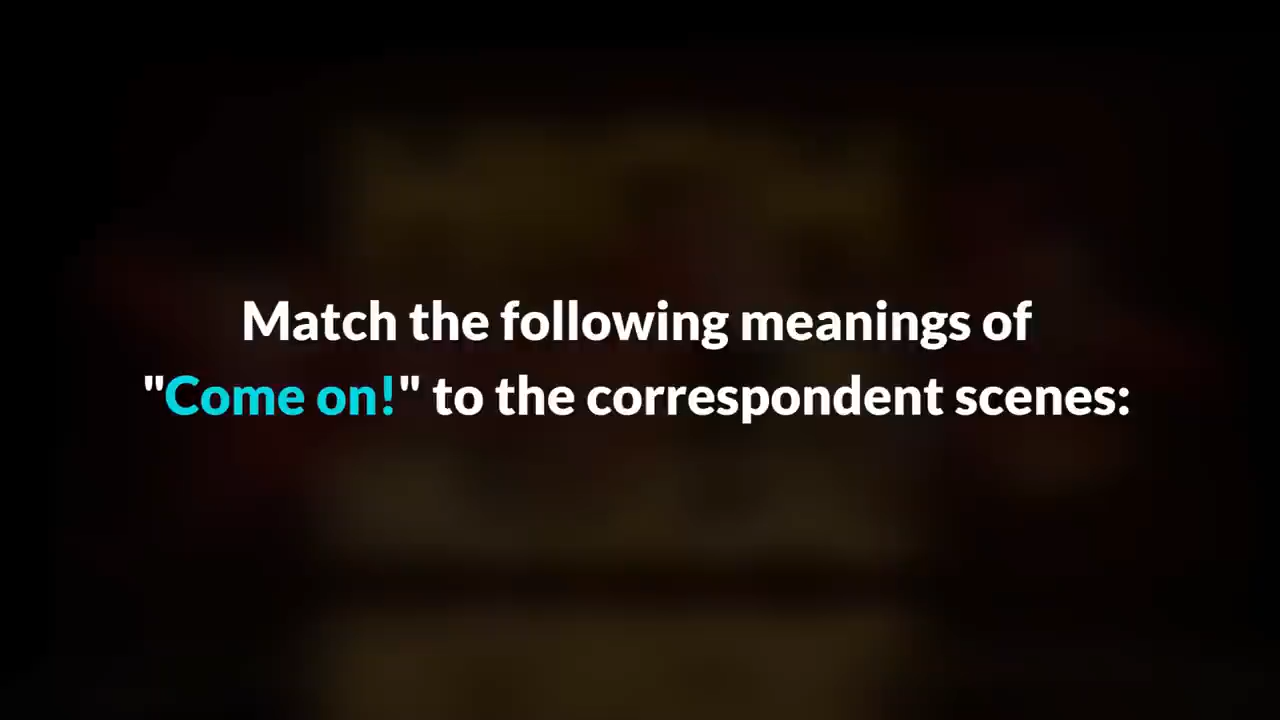 Match the following meanings of
"Come on!" to the correspondent scenes: